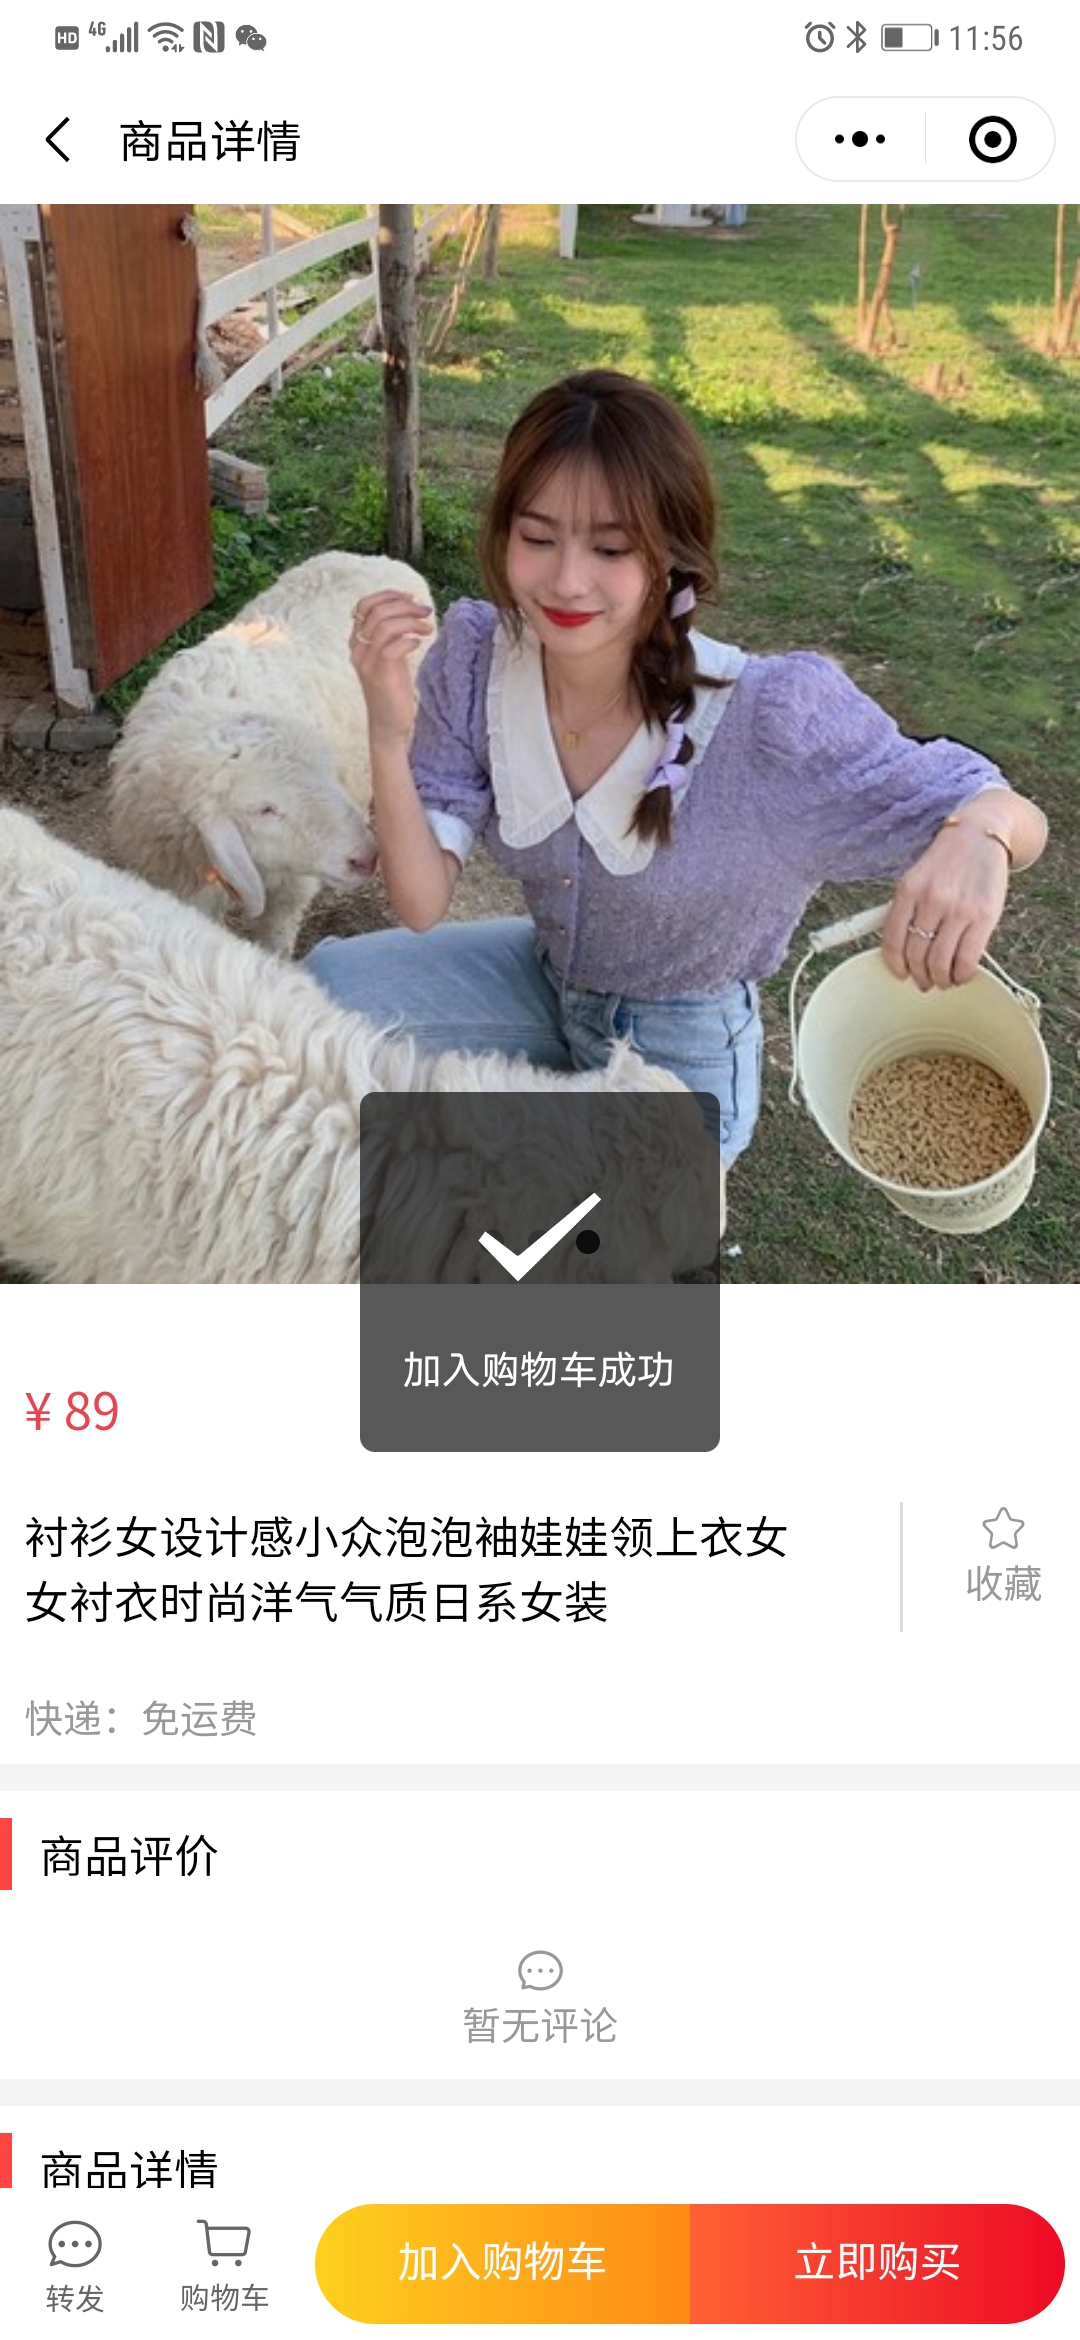 HD 4G 11:56
商品详情
加入购物车成功
¥ 89
衬衫女设计感小众泡泡袖娃娃领上衣女
女衬衣时尚洋气气质日系女装
收藏
快递：免运费
商品评价
暂无评论
商品详情
转发
购物车
加入购物车
立即购买